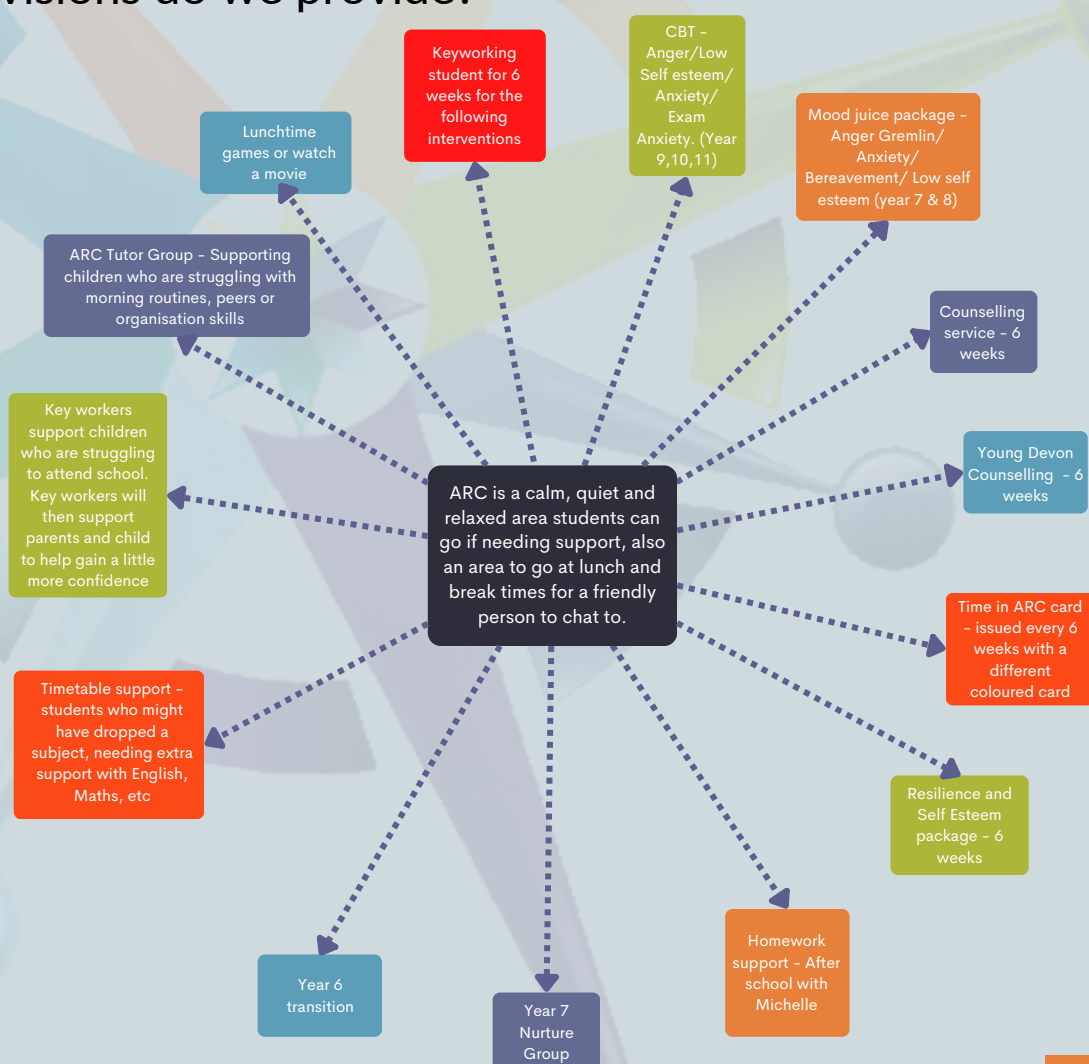 visions do we provide?
Keyworking
student for 6
weeks for the
following
interventions
CBT -
Anger/Low
Self esteem/
Anxiety/
Exam
Anxiety. (Year
9,10,11)
Mood juice package -
Anger Gremlin/
Anxiety/
Bereavement/ Low self
esteem (year 7 & 8)
Lunchtime
games or watch
a movie
ARC Tutor Group - Supporting
children who are struggling with
morning routines, peers or
organisation skills
Counselling
service - 6
weeks
Key workers
support children
who are struggling
to attend school.
Key workers will
then support
parents and child
to help gain a little
more confidence
Young Devon
Counselling - 6
weeks
ARC is a calm, quiet and
relaxed area students can
go if needing support, also
an area to go at lunch and
break times for a friendly
person to chat to.
Time in ARC card
- issued every 6
weeks with a
different
coloured card
Timetable support -
students who might
have dropped a
subject, needing extra
support with English,
Maths, etc
Resilience and
Self Esteem
package - 6
weeks
Homework
support - After
school with
Michelle
Year 6
transition
Year 7
Nurture
Group